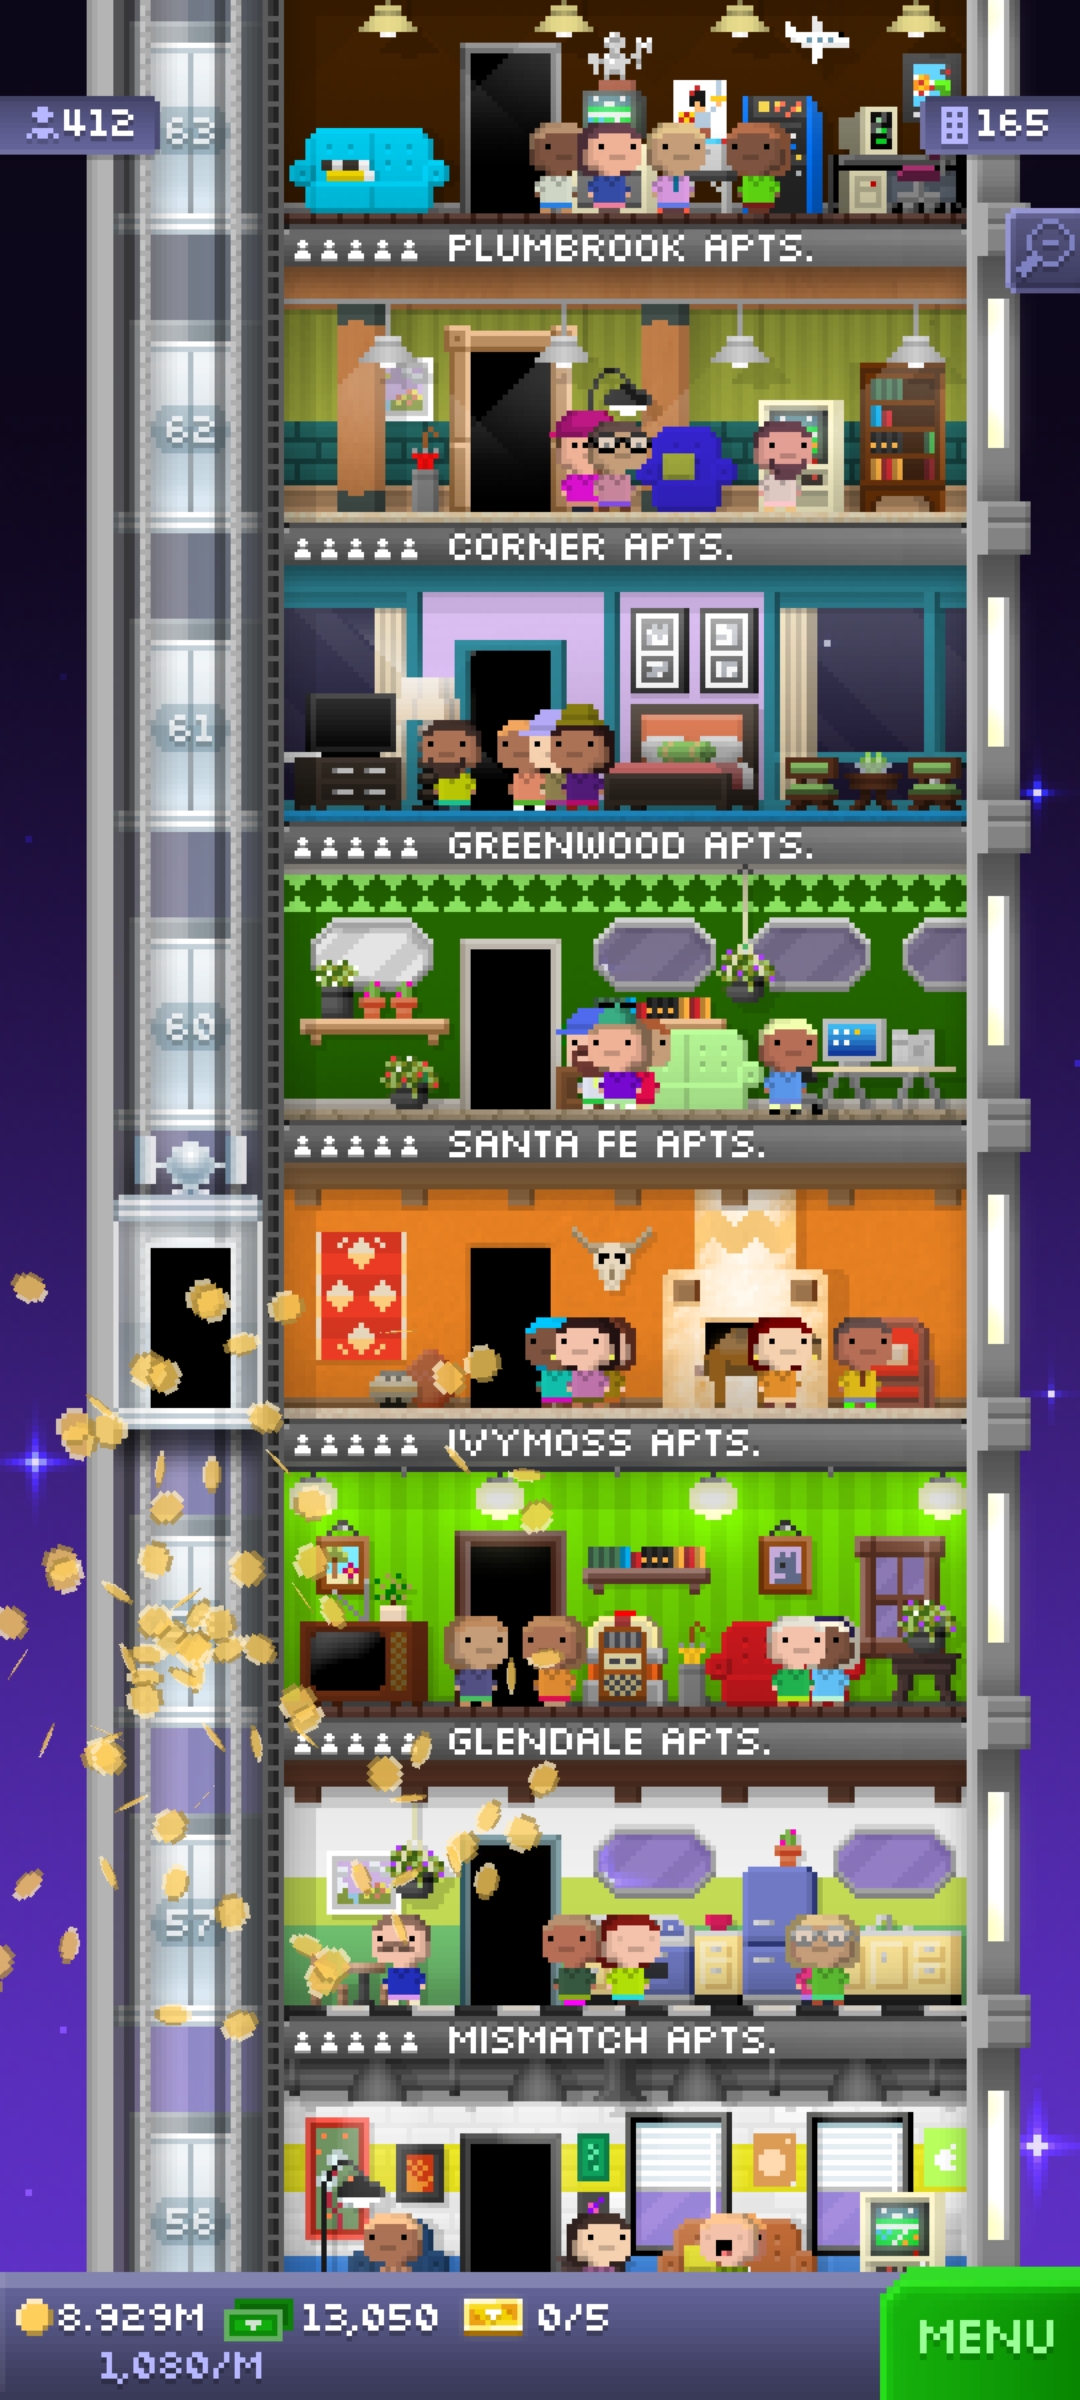 412
63
165
PLUMBROOK APTS.
62
CORNER APTS.
61
GREENWOOD APTS.
60
SANTA FE APTS.
IVYMOSS APTS.
GLENDALE APTS.
57
MISMATCH APTS.
56
8.929M 13,050 0/5
1,080/M
MENU